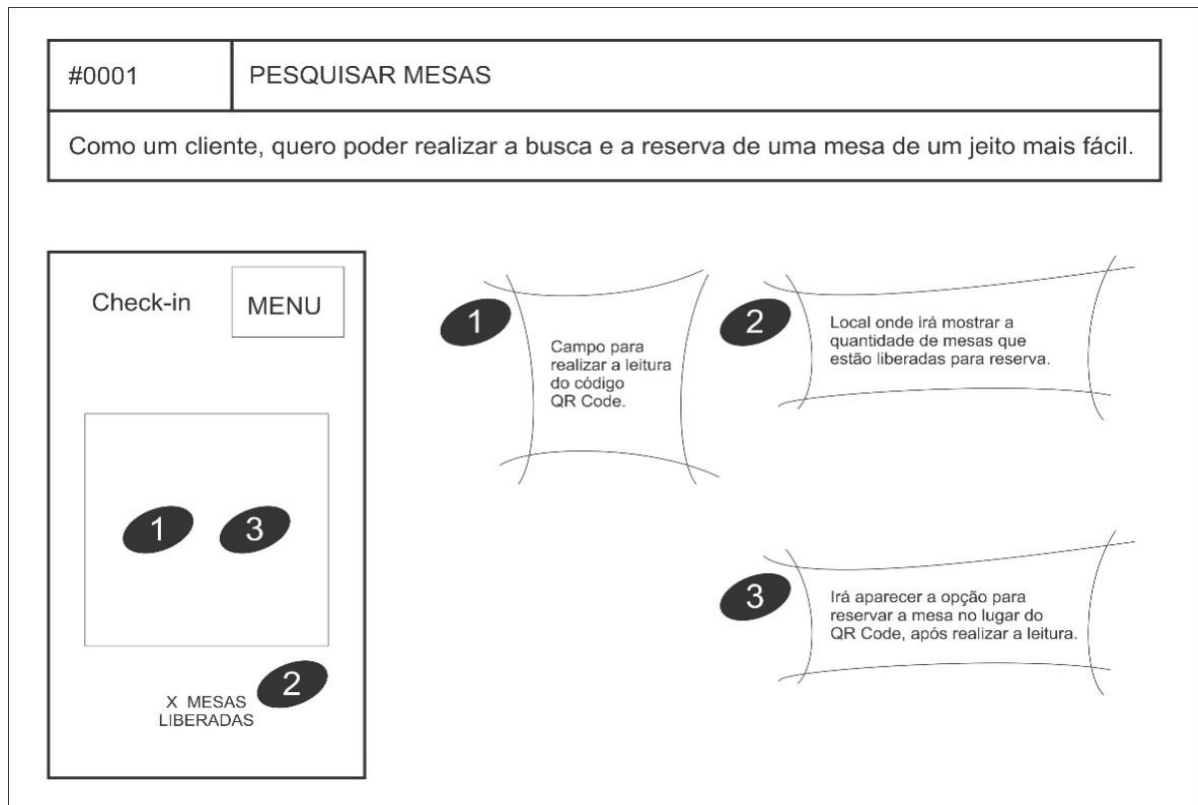 #0001
PESQUISAR MESAS
Como um cliente, quero poder realizar a busca e a reserva de uma mesa de um jeito mais fácil.
Check-in
MENU
1
3
2
X MESAS
LIBERADAS
1
Campo para
realizar a leitura
do código
QR Code.
2
Local onde irá mostrar a
quantidade de mesas que
estão liberadas para reserva.
3
Irá aparecer a opção para
reservar a mesa no lugar do
QR Code, após realizar a leitura.